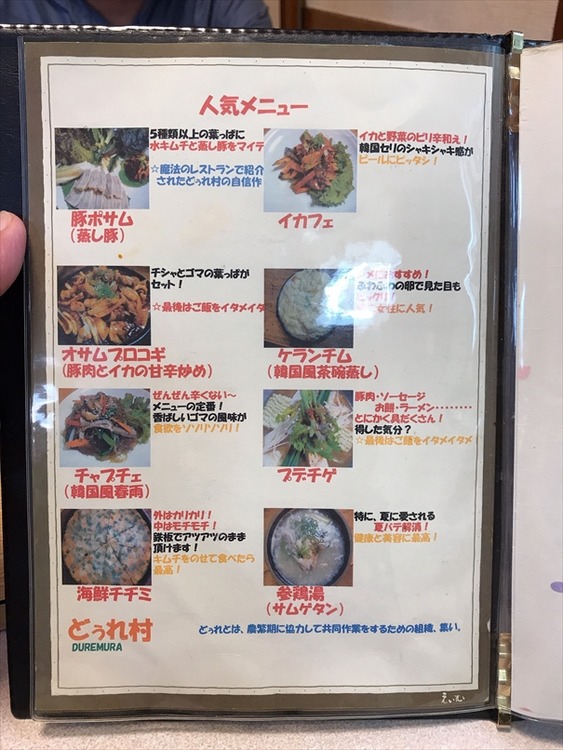 人気メニュー
5種類以上の葉っぱに
水キムチと蒸し豚をマイテ
☆魔法のレストランで紹介
されたどぅれ村の自信作
豚ポサム
(蒸し豚)
イカと野菜のピリ辛和え!
韓国セリのシャキシャキ感が
ビールにピッタシ!
イカフェ
チシャとゴマの葉っぱが
セット!
☆最後はご飯をイタメイタ
オサムプロコギ
(豚肉とイカの甘辛炒め)
すすめ!
ふわふわの卵で見た目も
女性に人気!
ケランチム
(韓国風茶碗蒸し)
ぜんぜん辛くない〜
メニューの定番!
香ばしいゴマの風味が
食欲をソソリソソリ!
チャプチェ
(韓国風春雨)
豚肉・ソーセージ
お餅・ラーメン・・・・・・・・
とにかく具だくさん!
得した気分?
☆最後はご飯をイタメイタメ
プデチゲ
外はカリカリ!
中はモチモチ!
鉄板でアツアツのまま
頂けます!
キムチをのせて食べたら
最高!
海鮮チヂミ
特に、夏に愛される
夏バテ解消!
健康と美容に最高!
参鶏湯
(サムゲタン)
どぅれ村
DUREMURA
どぅれとは、農繁期に協力して共同作業をするための組織、集い。